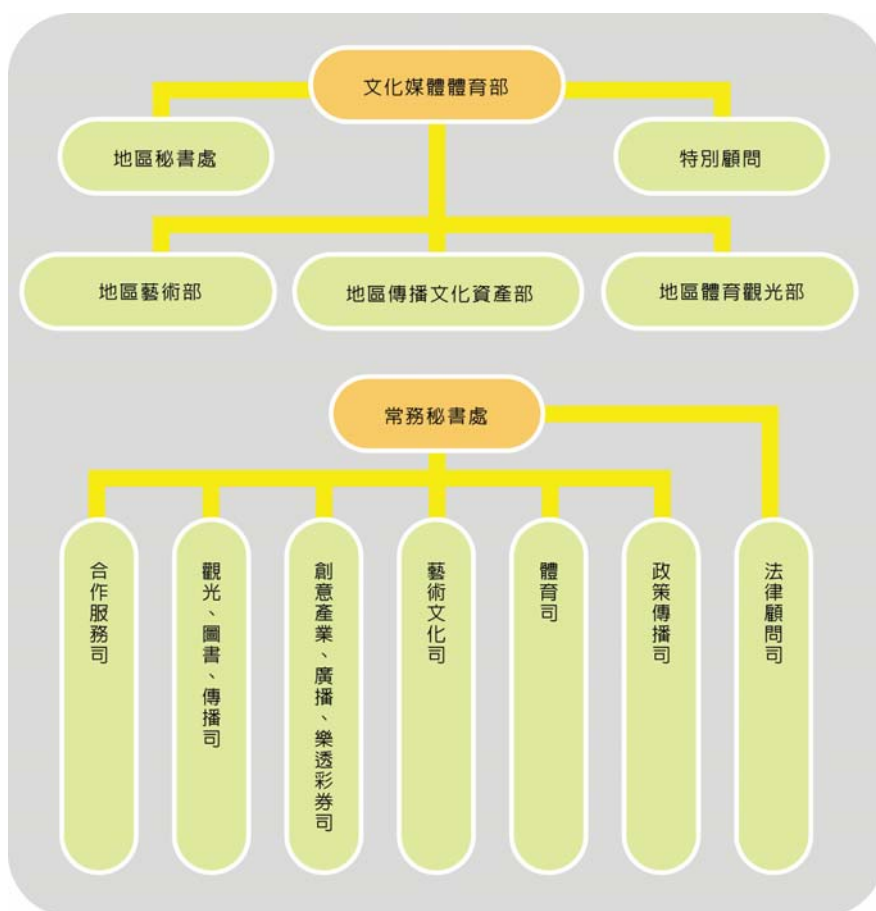 文化媒體體育部
地區秘書處
特別顧問
地區藝術部
地區傳播文化資產部
地區體育觀光部
常務秘書處
合作服務司
觀光、圖書、傳播司
創意產業、廣播、樂透彩券司
藝術文化司
體育司
政策傳播司
法律顧問司